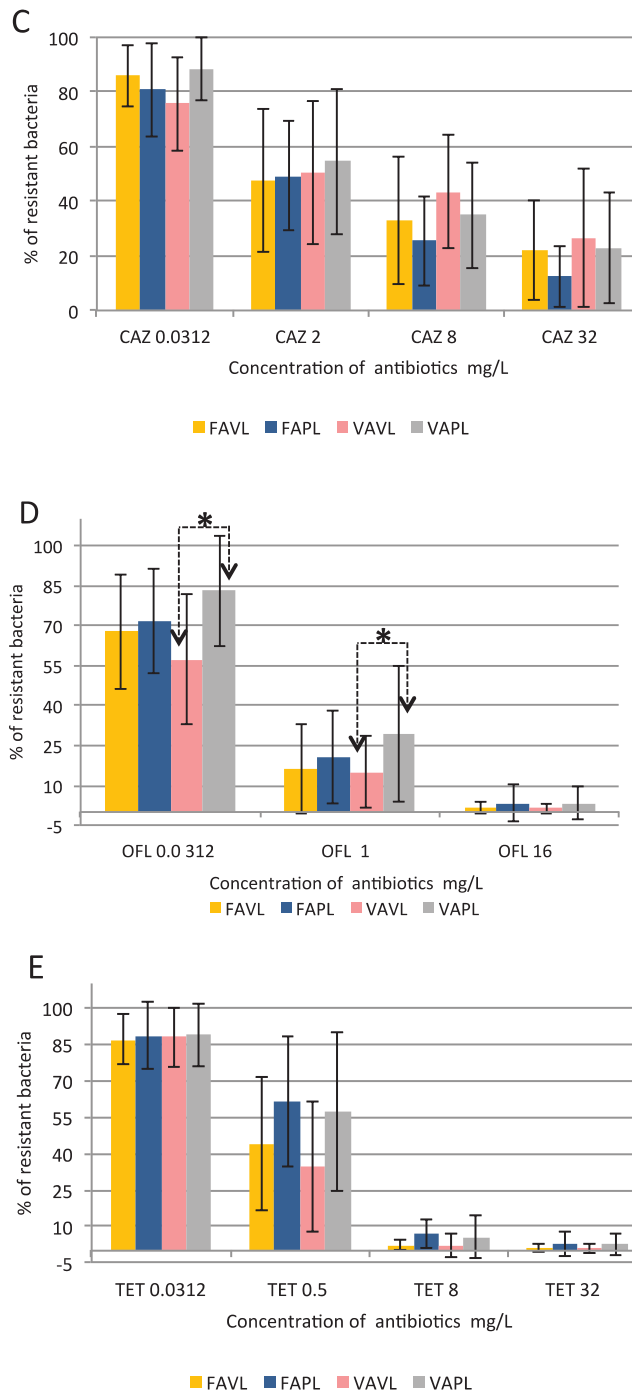 C
100
80
60
40
20
0
% of resistant bacteria
CAZ 0.0312 CAZ 2 CAZ 8 CAZ 32
Concentration of antibiotics mg/L
FAVL FAPL VAVL VAPL
D
*
*
100
85
70
55
40
25
10
-5
% of resistant bacteria
OFL 0.0 312 OFL 1 OFL 16
Concentration of antibiotics mg/L
FAVL FAPL VAVL VAPL
E
100
85
70
55
40
25
10
-5
% of resistant bacteria
TET 0.0312 TET 0.5 TET 8 TET 32
Concentration of antibiotics mg/L
FAVL FAPL VAVL VAPL